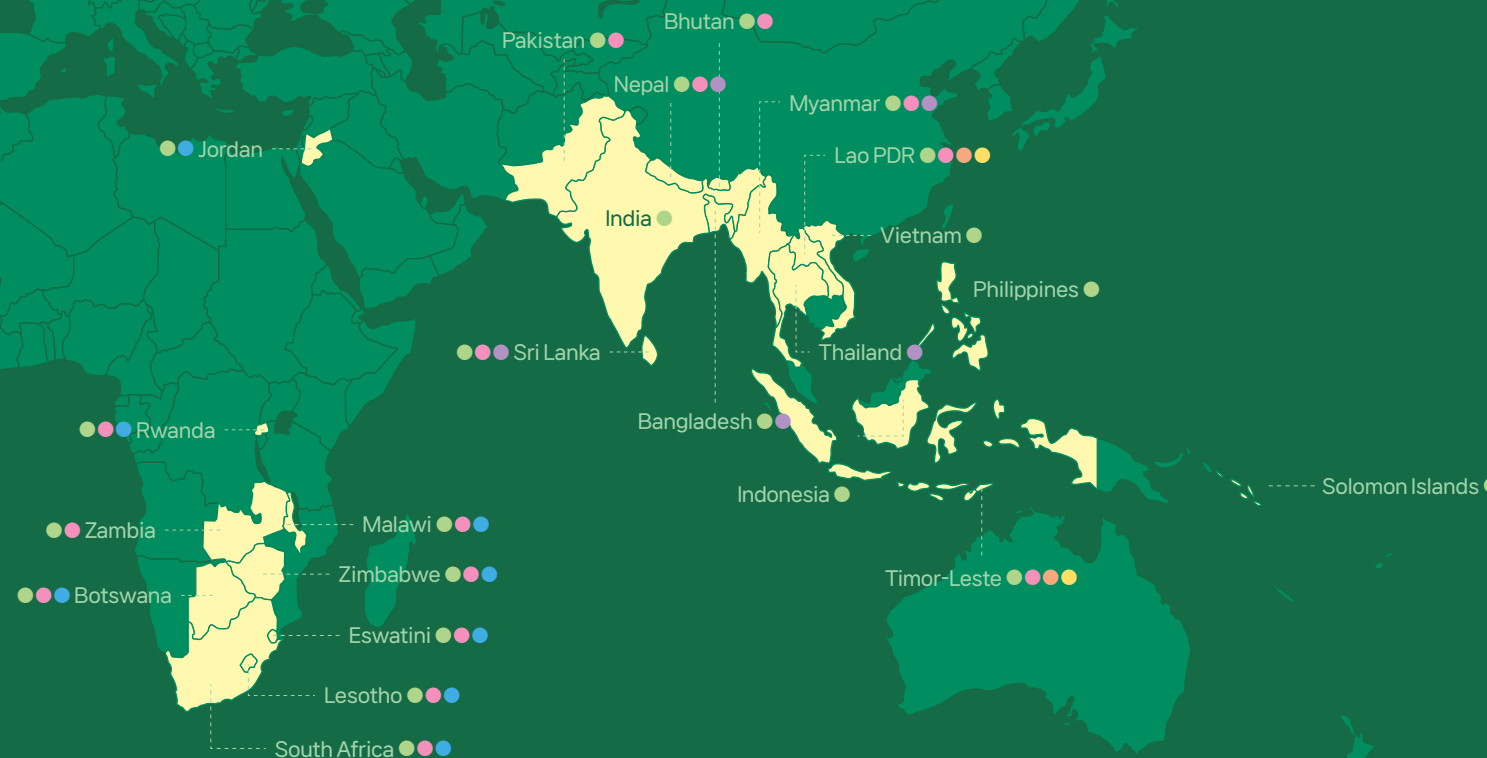 Bhutan
Pakistan
Nepal
Myanmar
Jordan
Lao PDR
India
Vietnam
Philippines
Sri Lanka
Thailand
Bangladesh
Rwanda
Solomon Islands
Indonesia
Malawi
Zambia
Zimbabwe
Timor-Leste
Botswana
Eswatini
Lesotho
South Africa